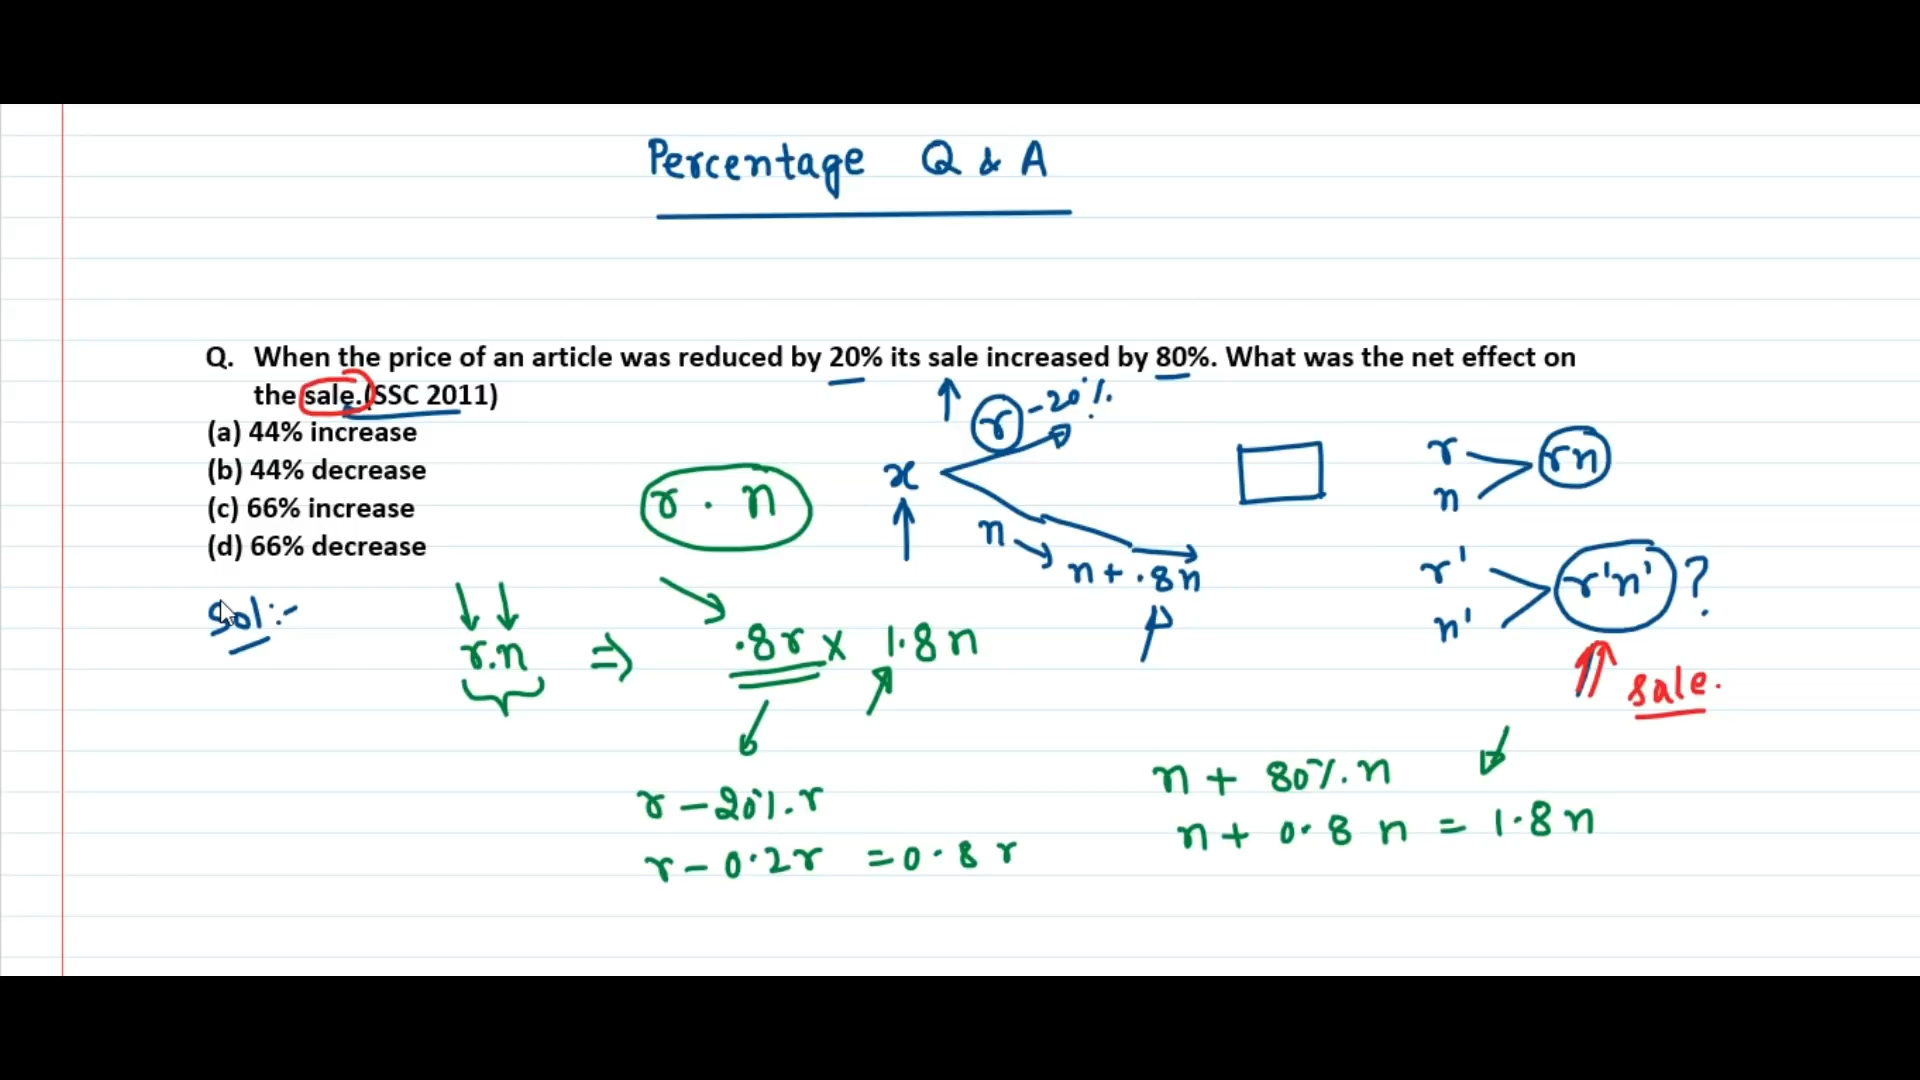 Percentage Q & A
Q. When the price of an article was reduced by 20% its sale increased by 80%. What was the net effect on
the sale.(SSC 2011)
(a) 44% increase
(b) 44% decrease
(c) 66% increase
(d) 66% decrease
Sol:-
r . n
x
r -20%
n
n + .8n
r
n
rn
r'
n'
r'n' ?
sale.
r.n ⇒ .8r x 1.8n
r - 20%.r
r - 0.2r = 0.8 r
n + 80%.n
n + 0.8 n = 1.8 n